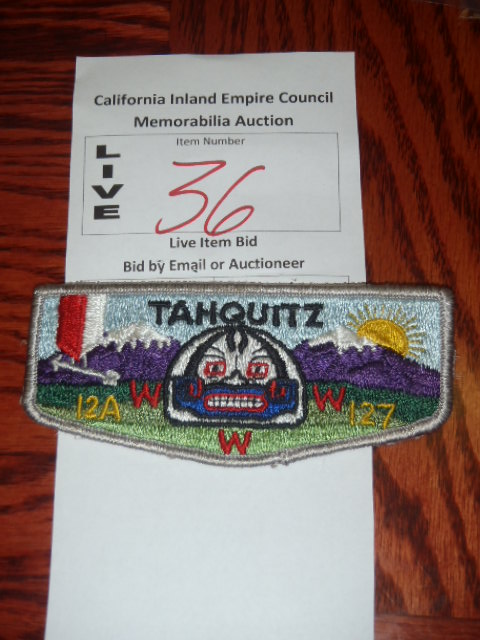 California Inland Empire Council
Memorabilia Auction
Item Number
LIVE
36
Live Item Bid
Bid by Email or Auctioneer
TAHQUITZ
12A W W 127
W